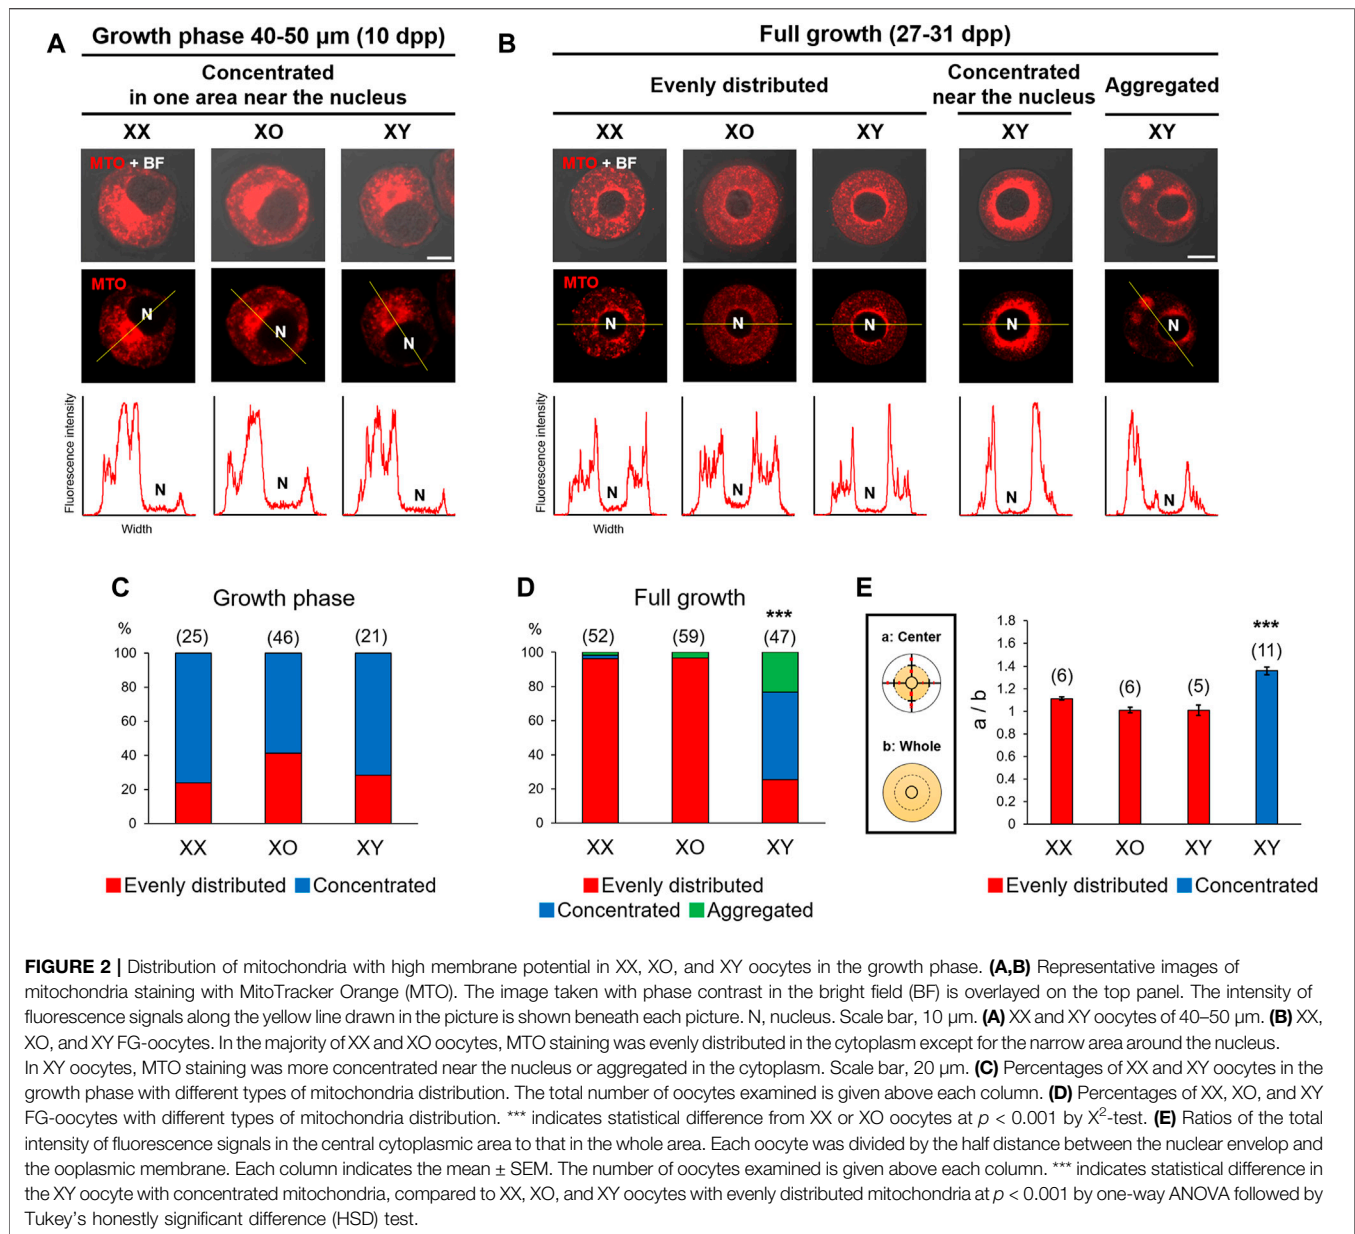 A
Growth phase 40-50 µm (10 dpp)
Concentrated
in one area near the nucleus
XX
XO
XY
MTO + BF
MTO
N
N
N
Fluorescence intensity
N
N
N
Width
B
Full growth (27-31 dpp)
Evenly distributed
Concentrated
near the nucleus
Aggregated
XX
XO
XY
XY
XY
MTO + BF
MTO
N
N
N
N
N
Fluorescence intensity
N
N
N
N
N
Width
C
Growth phase
%
(25)
(46)
(21)
100
80
60
40
20
0
XX
XO
XY
Evenly distributed
Concentrated
D
Full growth
***
%
(52)
(59)
(47)
100
80
60
40
20
0
XX
XO
XY
Evenly distributed
Concentrated
Aggregated
E
a: Center
b: Whole
a / b
1.8
1.6
1.4
1.2
1
0.8
0.6
0.4
0.2
0
(6)
(6)
(5)
***
(11)
XX
XO
XY
XY
Evenly distributed
Concentrated
FIGURE 2 | Distribution of mitochondria with high membrane potential in XX, XO, and XY oocytes in the growth phase. (A,B) Representative images of
mitochondria staining with MitoTracker Orange (MTO). The image taken with phase contrast in the bright field (BF) is overlayed on the top panel. The intensity of
fluorescence signals along the yellow line drawn in the picture is shown beneath each picture. N, nucleus. Scale bar, 10 µm. (A) XX and XY oocytes of 40–50 µm. (B) XX,
XO, and XY FG-oocytes. In the majority of XX and XO oocytes, MTO staining was evenly distributed in the cytoplasm except for the narrow area around the nucleus.
In XY oocytes, MTO staining was more concentrated near the nucleus or aggregated in the cytoplasm. Scale bar, 20 µm. (C) Percentages of XX and XY oocytes in the
growth phase with different types of mitochondria distribution. The total number of oocytes examined is given above each column. (D) Percentages of XX, XO, and XY
FG-oocytes with different types of mitochondria distribution. *** indicates statistical difference from XX or XO oocytes at p < 0.001 by X²-test. (E) Ratios of the total
intensity of fluorescence signals in the central cytoplasmic area to that in the whole area. Each oocyte was divided by the half distance between the nuclear envelop and
the ooplasmic membrane. Each column indicates the mean ± SEM. The number of oocytes examined is given above each column. *** indicates statistical difference in
the XY oocyte with concentrated mitochondria, compared to XX, XO, and XY oocytes with evenly distributed mitochondria at p < 0.001 by one-way ANOVA followed by
Tukey's honestly significant difference (HSD) test.